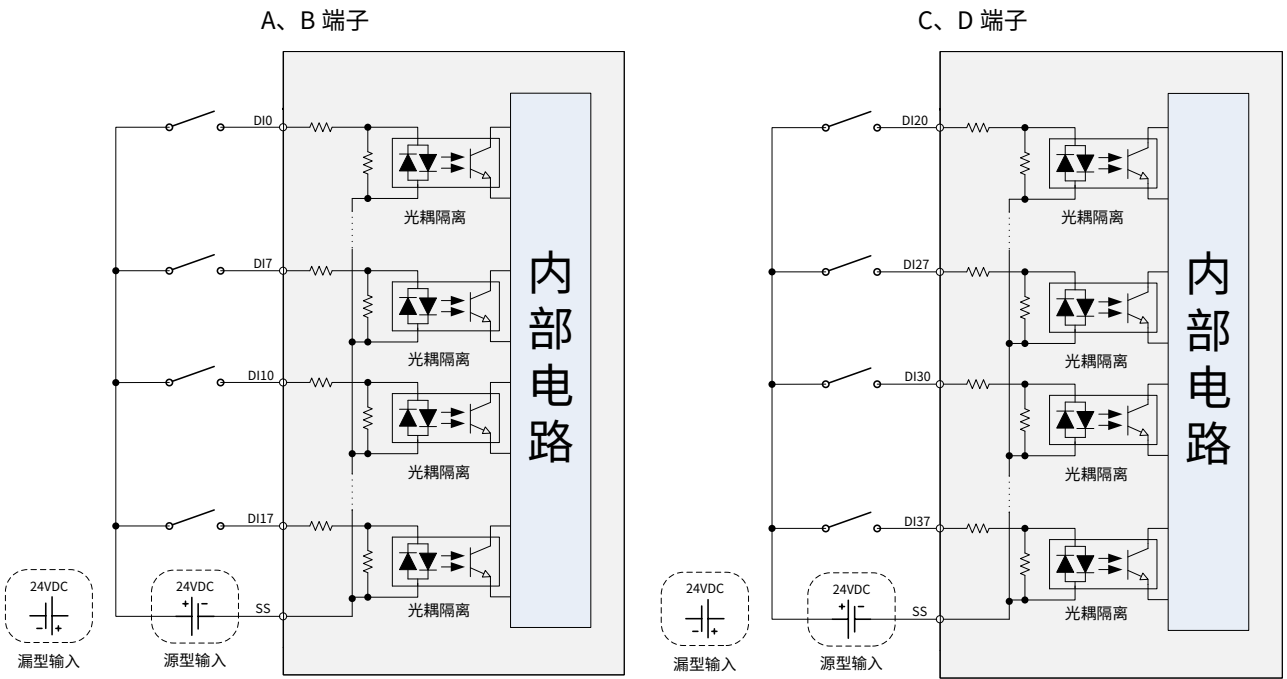 A、B 端子
DI0
光耦隔离
DI7
光耦隔离
DI10
光耦隔离
DI17
光耦隔离
内部电路
24VDC
- +
漏型输入
24VDC
+ -
源型输入
SS
C、D 端子
DI20
光耦隔离
DI27
光耦隔离
DI30
光耦隔离
DI37
光耦隔离
内部电路
24VDC
- +
漏型输入
24VDC
+ -
源型输入
SS